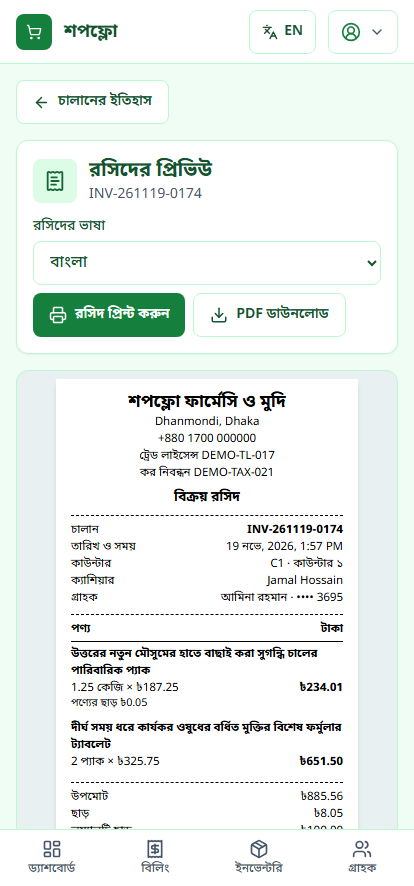 শপফ্লো
EN
চালানের ইতিহাস
রসিদের প্রিভিউ
INV-261119-0174
রসিদের ভাষা
বাংলা
রসিদ প্রিন্ট করুন
PDF ডাউনলোড
শপফ্লো ফার্মেসি ও মুদি
Dhanmondi, Dhaka
+880 1700 000000
ট্রেড লাইসেন্স DEMO-TL-017
কর নিবন্ধন DEMO-TAX-021
বিক্রয় রসিদ
চালান INV-261119-0174
তারিখ ও সময় 19 নভে, 2026, 1:57 PM
কাউন্টার C1 · কাউন্টার ১
ক্যাশিয়ার Jamal Hossain
গ্রাহক আমিনা রহমান · •••• 3695
পণ্য টাকা
উত্তরের নতুন মৌসুমের হাতে বাছাই করা সুগন্ধি চালের
পারিবারিক প্যাক
1.25 কেজি × ৳187.25 ৳234.01
পণ্যের ছাড় ৳0.05
দীর্ঘ সময় ধরে কার্যকর ওষুধের বর্ধিত মুক্তির বিশেষ ফর্মুলার
ট্যাবলেট
2 প্যাক × ৳325.75 ৳651.50
উপমোট ৳885.56
ছাড় ৳8.05
ড্যাশবোর্ড
বিলিং
ইনভেন্টরি
গ্রাহক